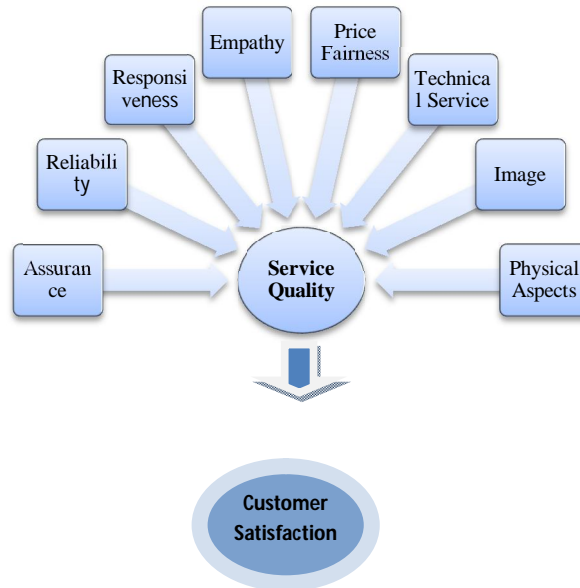 Empathy
Price
Fairness
Responsi
veness
Technica
l Service
Reliabili
ty
Image
Assuran
ce
Service
Quality
Physical
Aspects
Customer
Satisfaction